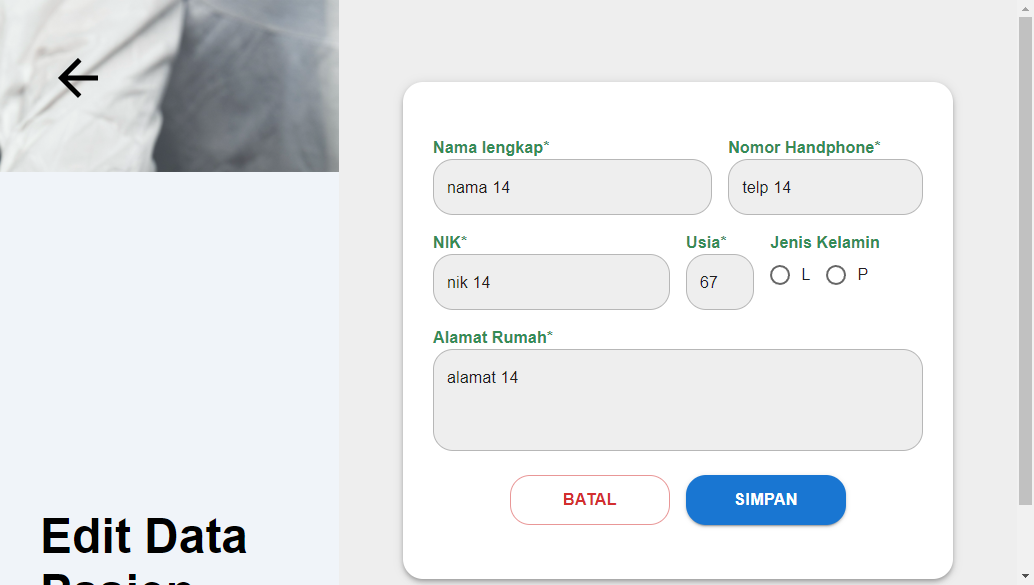 Nama lengkap*
Nomor Handphone*
nama 14
telp 14
NIK*
Usia*
Jenis Kelamin
nik 14
67
L
P
Alamat Rumah*
alamat 14
BATAL
SIMPAN
Edit Data
Pasien